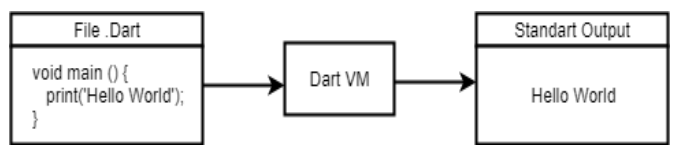 File .Dart
void main () {
print('Hello World');
}
Dart VM
Standart Output
Hello World